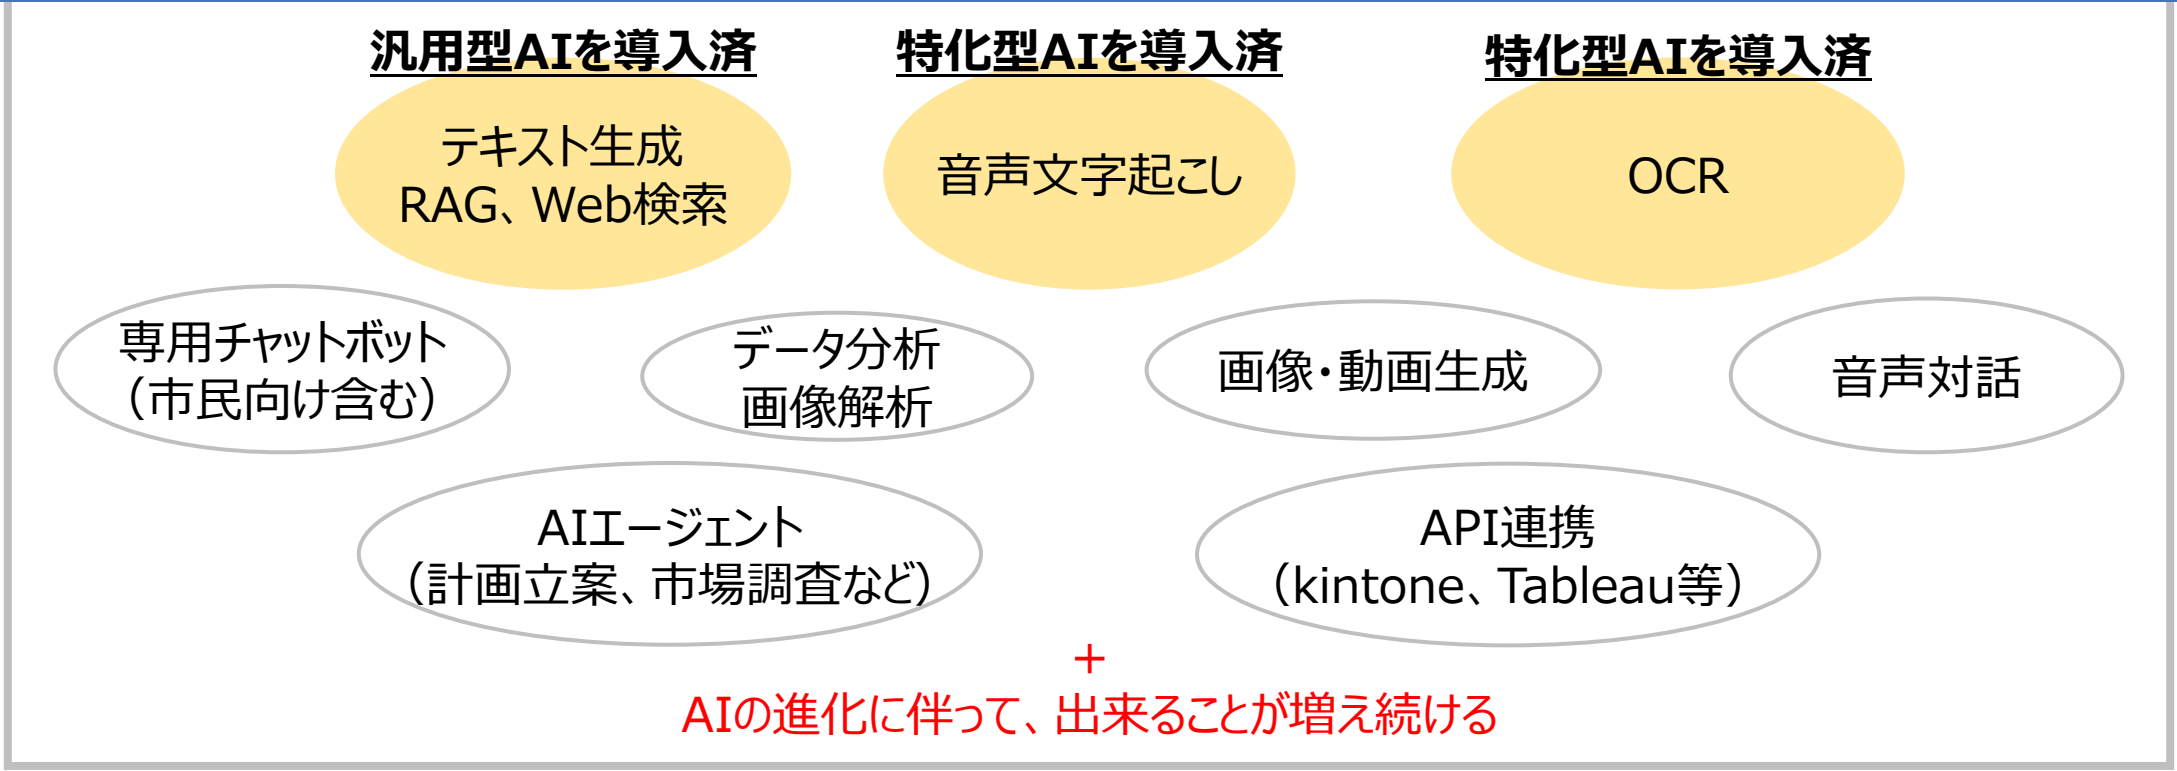 汎用型AIを導入済
特化型AIを導入済
特化型AIを導入済
テキスト生成
RAG、Web検索
音声文字起こし
OCR
専用チャットボット
（市民向け含む）
データ分析
画像解析
画像・動画生成
音声対話
AIエージェント
（計画立案、市場調査など）
API連携
（kintone、Tableau等）
＋
AIの進化に伴って、出来ることが増え続ける